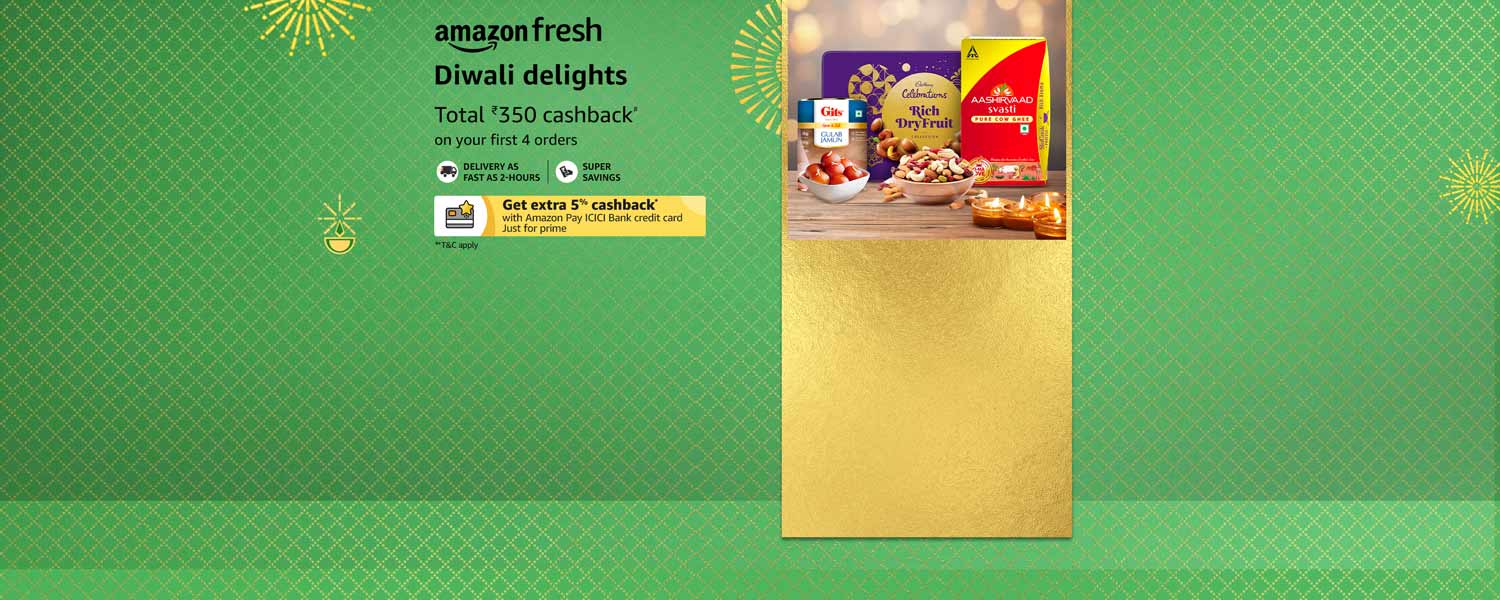 amazon fresh
Diwali delights
Total ₹350 cashback#
on your first 4 orders
DELIVERY AS
FAST AS 2-HOURS
SUPER
SAVINGS
Get extra 5% cashback*
with Amazon Pay ICICI Bank credit card
Just for prime
*#T&C apply
Gits
GULAB
JAMUN
Cadbury
Celebrations
Rich
Dry Fruit
COLLECTION
ITC
AASHIRVAAD
svasti
PURE COW GHEE